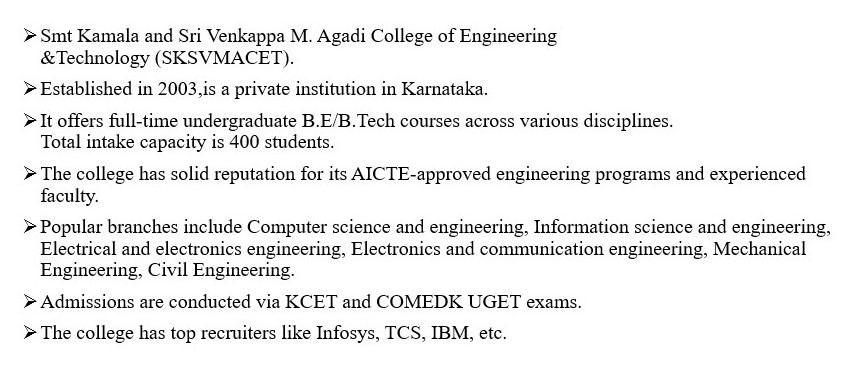 ➢ Smt Kamala and Sri Venkappa M. Agadi College of Engineering
&Technology (SKSVMACET).
➢ Established in 2003,is a private institution in Karnataka.
➢ It offers full-time undergraduate B.E/B.Tech courses across various disciplines.
Total intake capacity is 400 students.
➢ The college has solid reputation for its AICTE-approved engineering programs and experienced
faculty.
➢ Popular branches include Computer science and engineering, Information science and engineering,
Electrical and electronics engineering, Electronics and communication engineering, Mechanical
Engineering, Civil Engineering.
➢ Admissions are conducted via KCET and COMEDK UGET exams.
➢ The college has top recruiters like Infosys, TCS, IBM, etc.